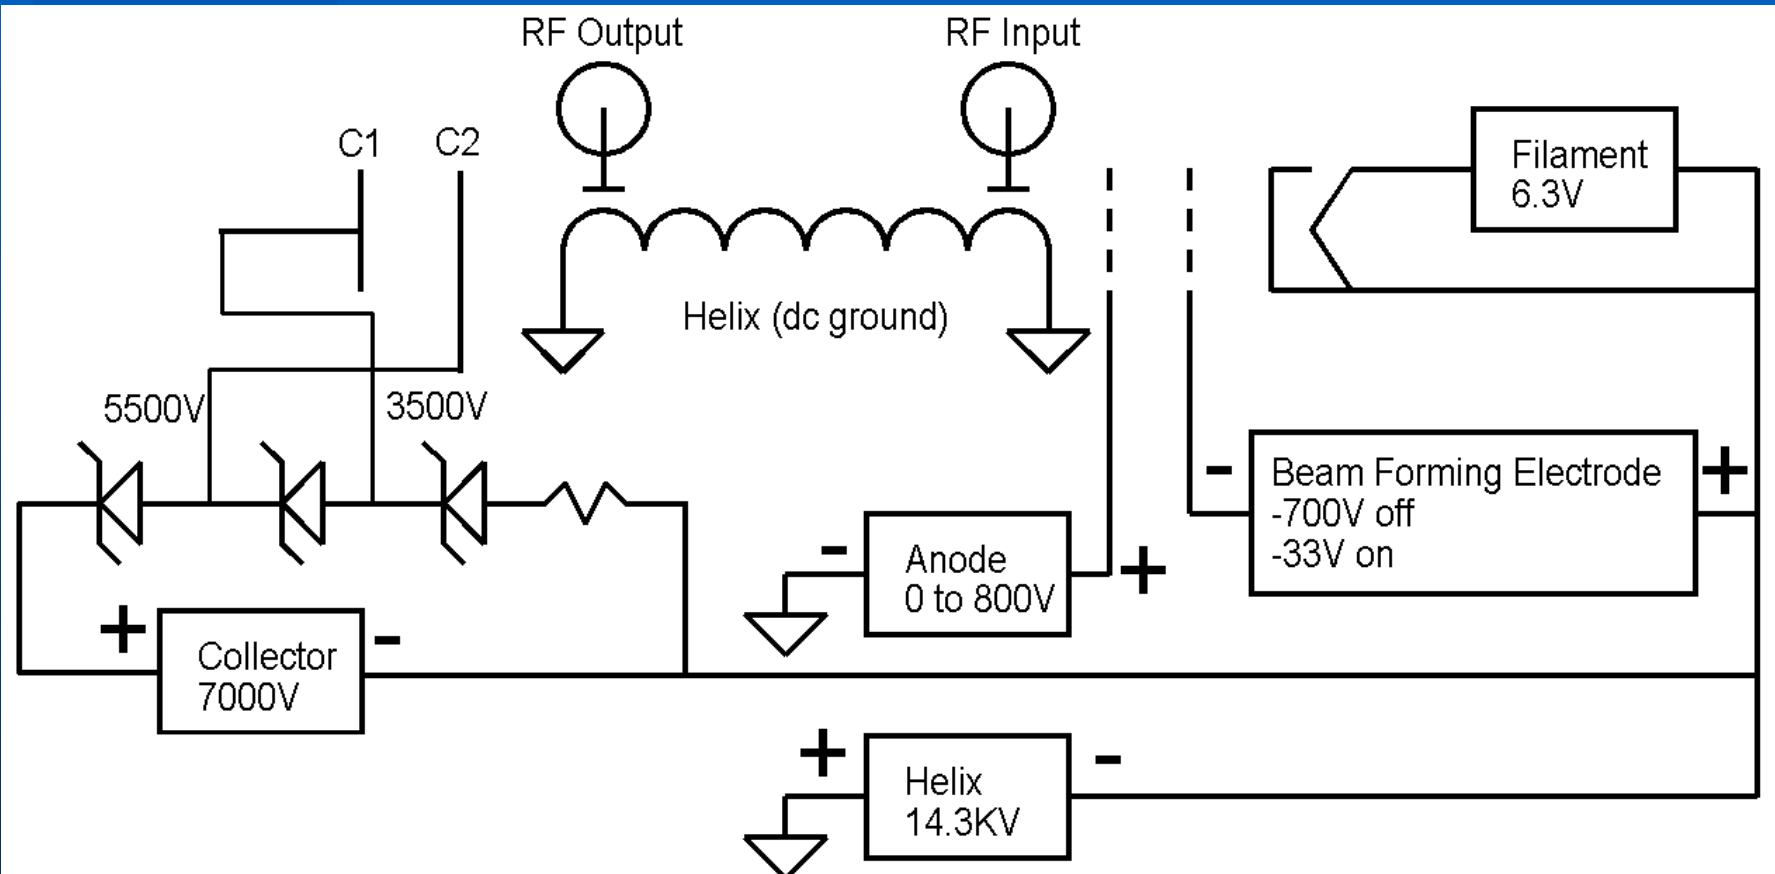 RF Output
RF Input
C1
C2
Filament
6.3V
Helix (dc ground)
5500V
3500V
- Beam Forming Electrode +
-700V off
-33V on
- Anode
0 to 800V +
+ Collector -
7000V
+ Helix -
14.3KV